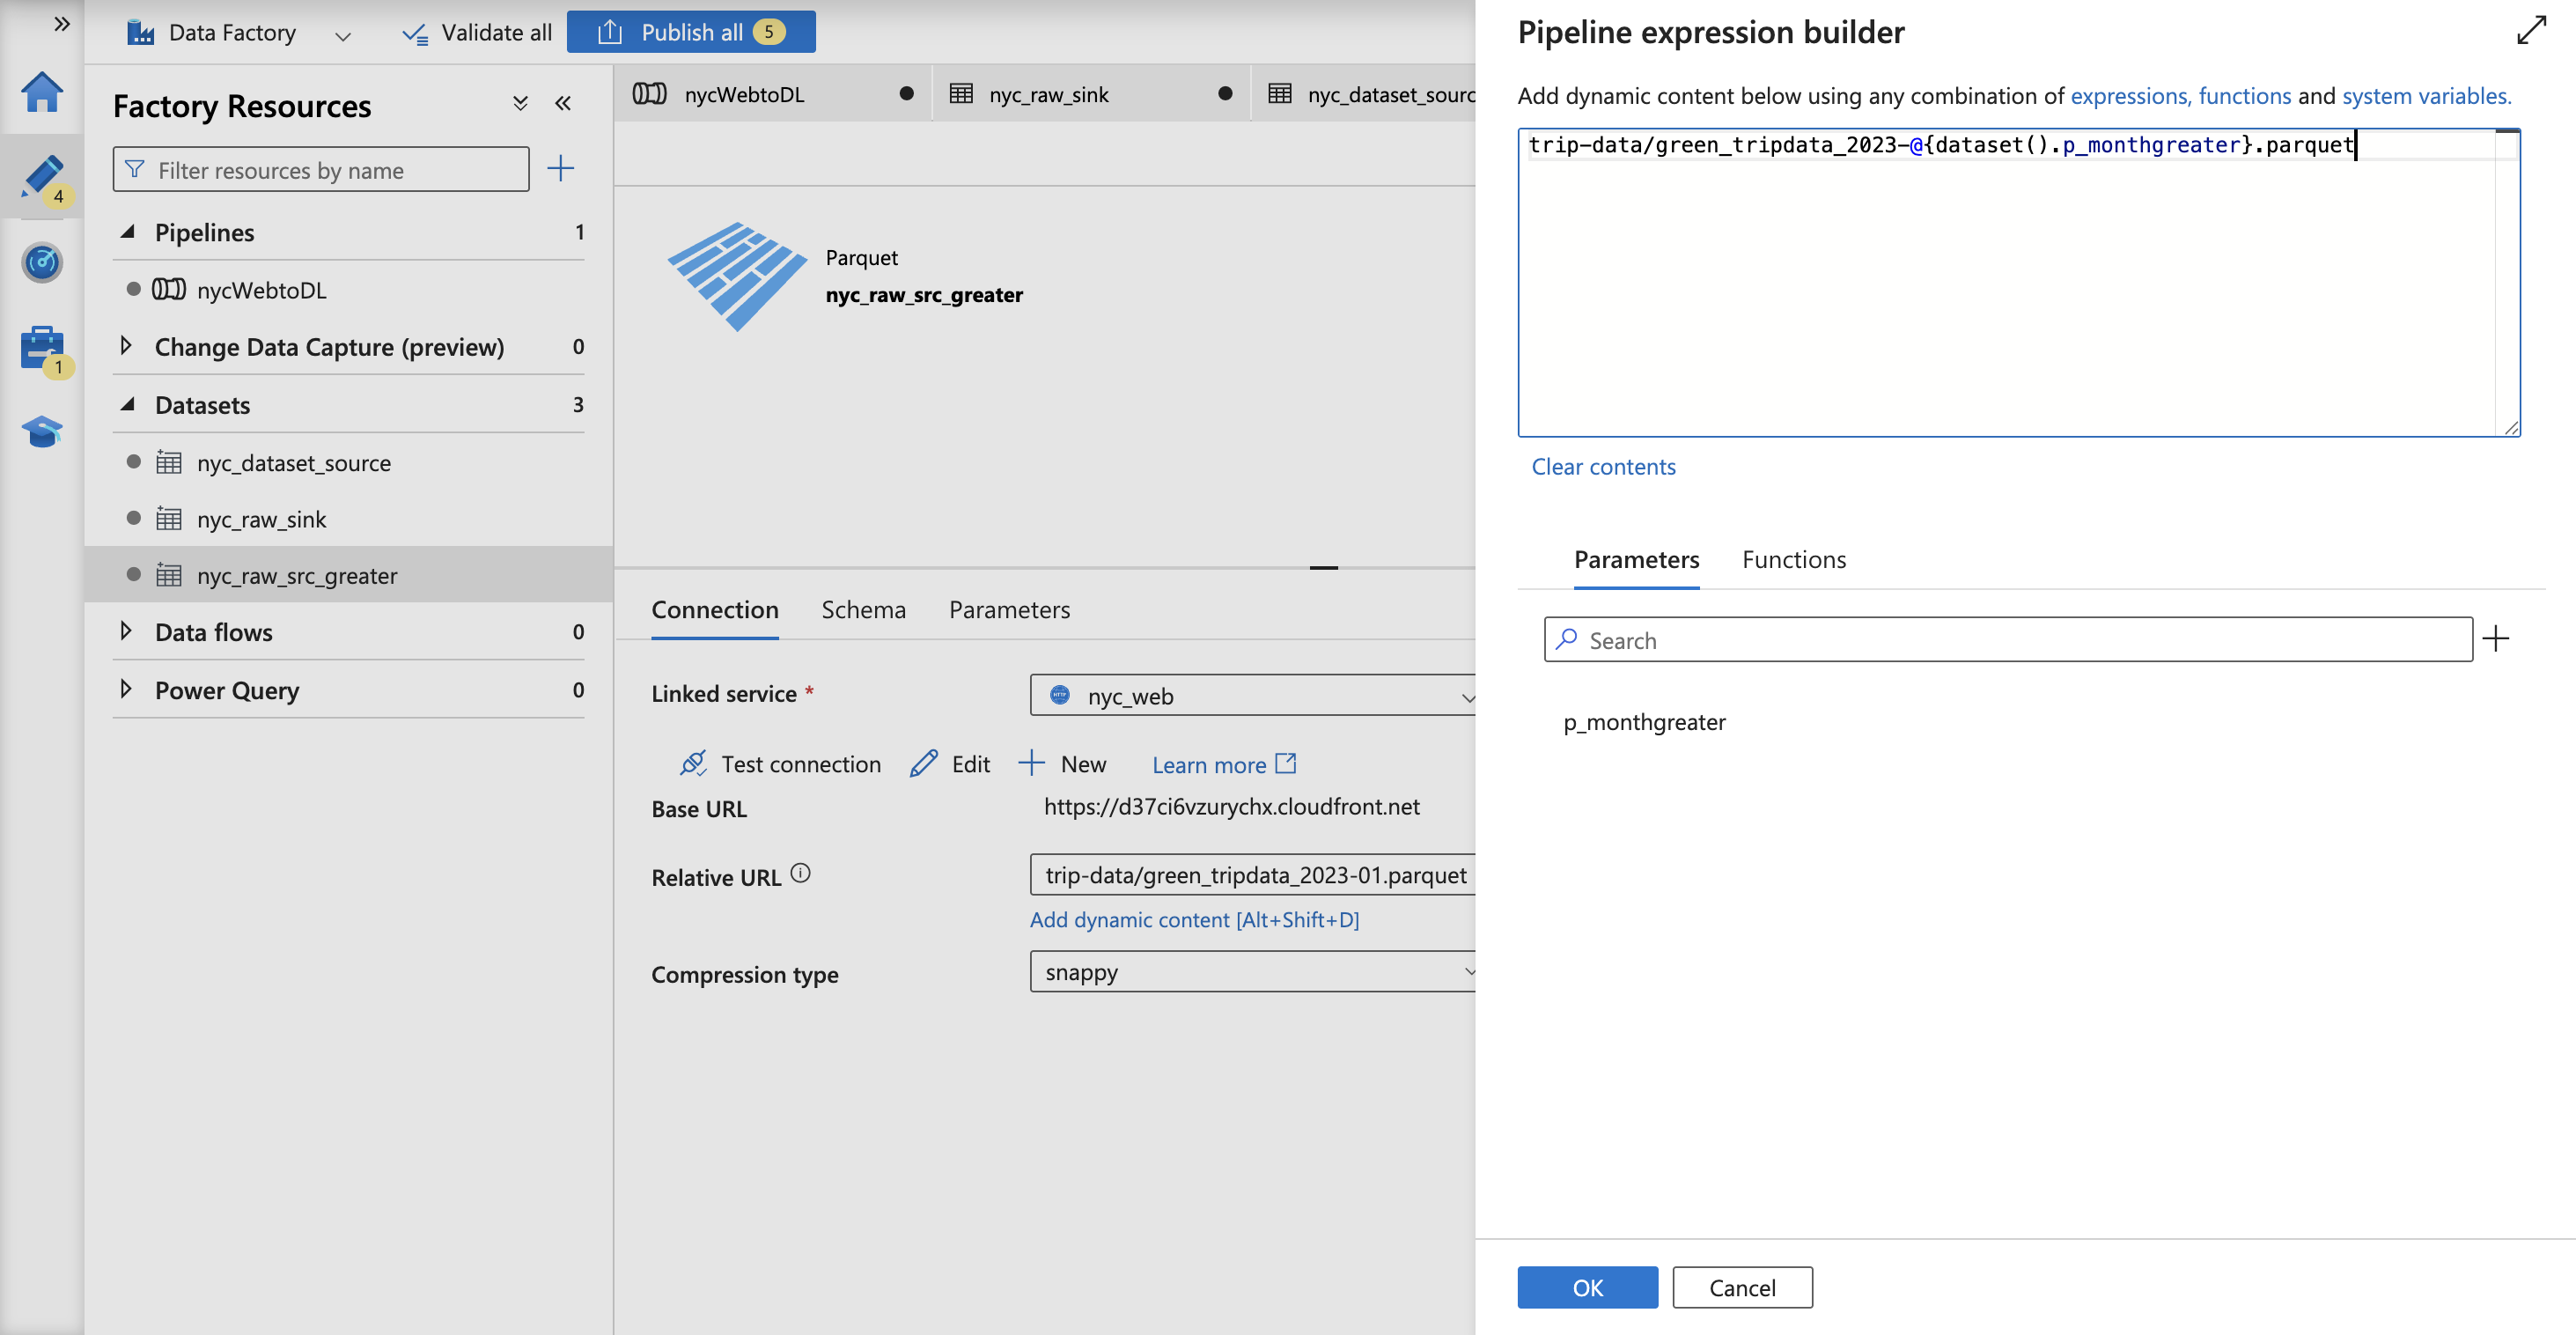 Data Factory
Validate all
Publish all 5
Factory Resources
Filter resources by name
4
Pipelines 1
nycWebtoDL
Change Data Capture (preview) 0
1
Datasets 3
nyc_dataset_source
nyc_raw_sink
nyc_raw_src_greater
Data flows 0
Power Query 0
nycWebtoDL
nyc_raw_sink
nyc_dataset_sourc
Parquet
nyc_raw_src_greater
Connection Schema Parameters
Linked service * nyc_web
HTTP
Test connection Edit New Learn more
Base URL https://d37ci6vzurychx.cloudfront.net
Relative URL trip-data/green_tripdata_2023-01.parquet
Add dynamic content [Alt+Shift+D]
Compression type snappy
Pipeline expression builder
Add dynamic content below using any combination of expressions, functions and system variables.
trip-data/green_tripdata_2023-@{dataset().p_monthgreater}.parquet
Clear contents
Parameters Functions
Search
p_monthgreater
OK Cancel